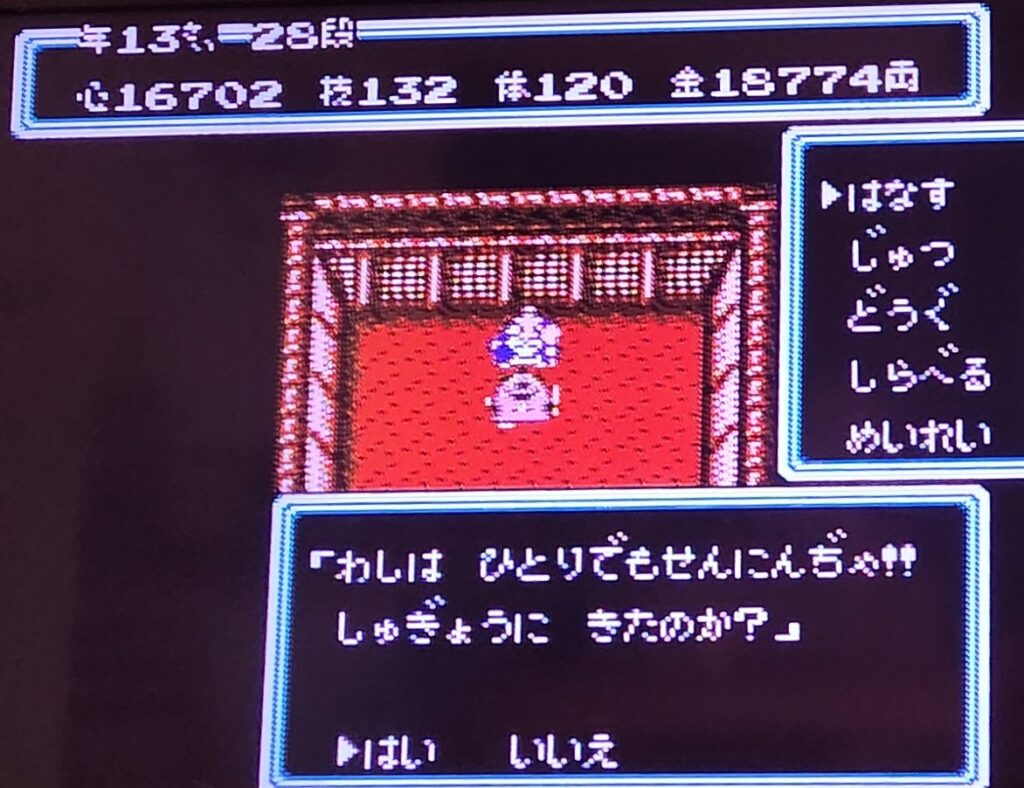 年13さい 28段
心16702 技132 体120 金18774両
▶はなす
じゅつ
どうぐ
しらべる
めいれい
『わしは ひとりでもせんにんぢゃ!!
しゅぎょうに きたのか?』
▶はい いいえ